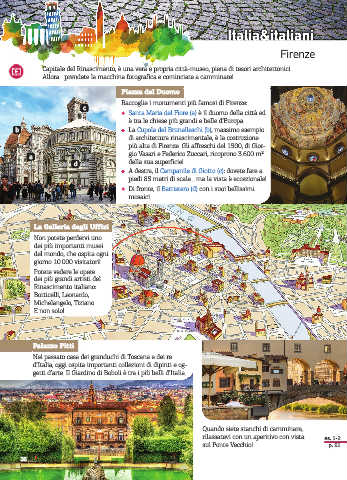 Italia&italiani
Firenze
Capitale del Rinascimento, è una vera e propria città-museo, piena di tesori architettonici.
Allora prendete la macchina fotografica e cominciate a camminare!
Piazza del Duomo
Raccoglie i monumenti più famosi di Firenze:
Santa Maria del Fiore (a) è il duomo della città ed
è tra le chiese più grandi e belle d'Europa.
La Cupola del Brunelleschi (b), massimo esempio
di architettura rinascimentale, è la costruzione
più alta di Firenze. Gli affreschi del 1500, di Gior-
gio Vasari e Federico Zuccari, ricoprono 3.600 m²
della sua superficie!
A destra, il Campanile di Giotto (c): dovete fare a
piedi 85 metri di scale... ma la vista è eccezionale!
Di fronte, il Battistero (d) con i suoi bellissimi
mosaici.
La Galleria degli Uffizi
Non potete perdervi uno
dei più importanti musei
del mondo, che ospita ogni
giorno 10.000 visitatori!
Potete vedere le opere
dei più grandi artisti del
Rinascimento italiano:
Botticelli, Leonardo,
Michelangelo, Tiziano.
E non solo!
Palazzo Pitti
Nel passato casa dei granduchi di Toscana e dei re
d'Italia, oggi ospita importanti collezioni di dipinti e og-
getti d'arte. Il Giardino di Boboli è tra i più belli d'Italia.
Quando siete stanchi di camminare,
rilassatevi con un aperitivo con vista
sul Ponte Vecchio!
es. 1-2